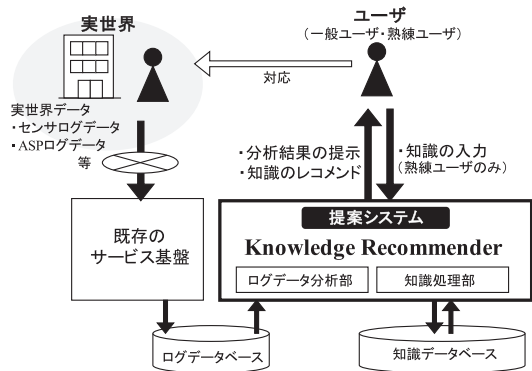 実世界
ユーザ
(一般ユーザ・熟練ユーザ)
対応
実世界データ
・センサログデータ
・ASPログデータ
等
・分析結果の提示
・知識のレコメンド
・知識の入力
(熟練ユーザのみ)
既存の
サービス基盤
提案システム
Knowledge Recommender
ログデータ分析部
知識処理部
ログデータベース
知識データベース